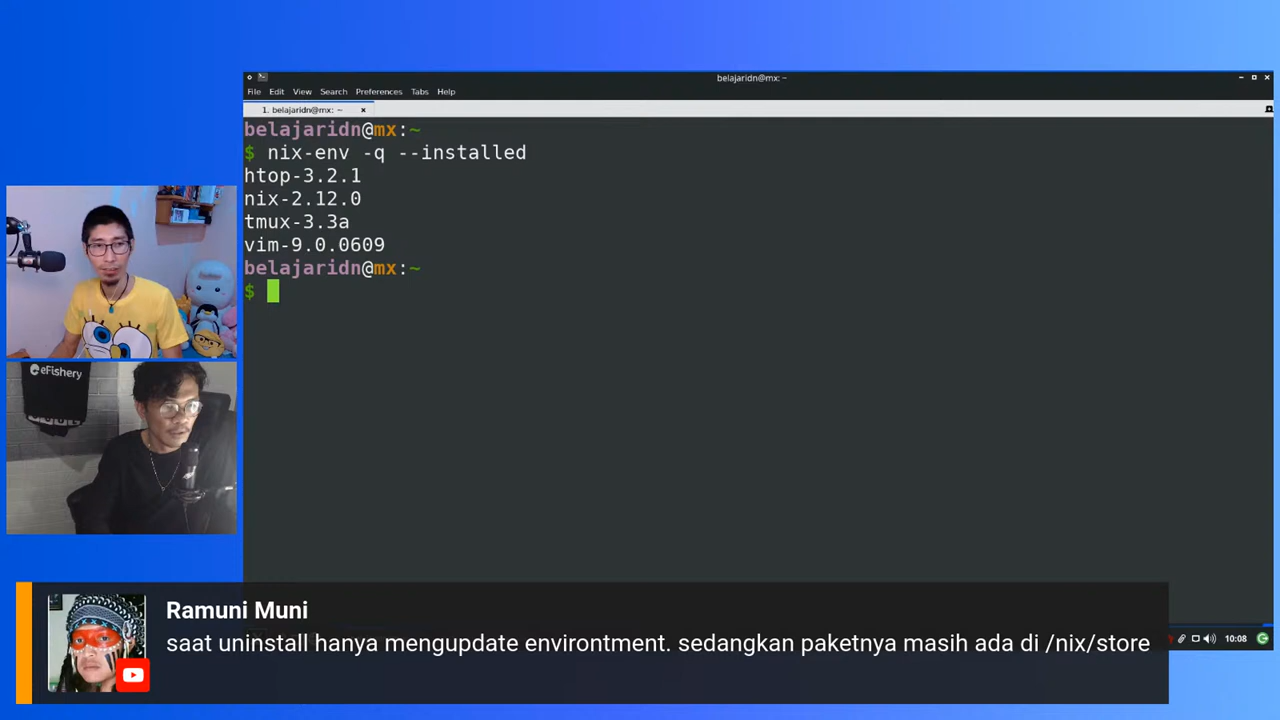 belajaridn@mx: ~
File Edit View Search Preferences Tabs Help
1. belajaridn@mx: ~ ×
belajaridn@mx:~
$ nix-env -q --installed
htop-3.2.1
nix-2.12.0
tmux-3.3a
vim-9.0.0609
belajaridn@mx:~
$
eFishery
Ramuni Muni
saat uninstall hanya mengupdate environtment. sedangkan paketnya masih ada di /nix/store
10:08